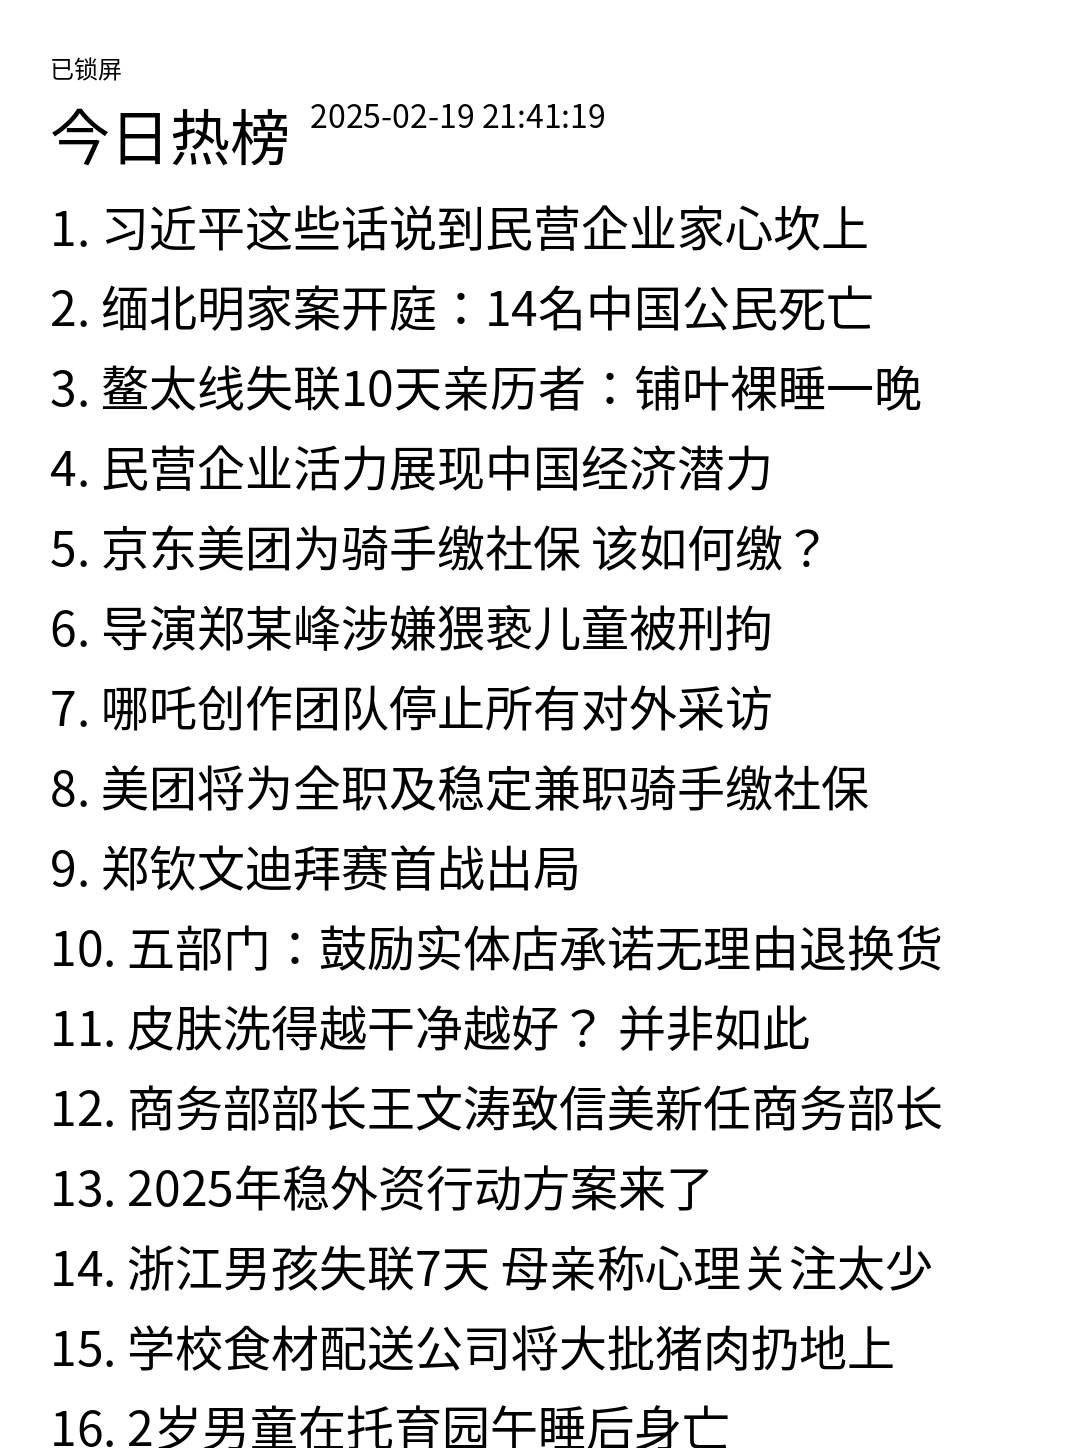 已锁屏
今日热榜 2025-02-19 21:41:19
1. 习近平这些话说到民营企业家心坎上
2. 缅北明家案开庭：14名中国公民死亡
3. 鳌太线失联10天亲历者：铺叶裸睡一晚
4. 民营企业活力展现中国经济潜力
5. 京东美团为骑手缴社保 该如何缴？
6. 导演郑某峰涉嫌猥亵儿童被刑拘
7. 哪吒创作团队停止所有对外采访
8. 美团将为全职及稳定兼职骑手缴社保
9. 郑钦文迪拜赛首战出局
10. 五部门：鼓励实体店承诺无理由退换货
11. 皮肤洗得越干净越好？ 并非如此
12. 商务部部长王文涛致信美新任商务部长
13. 2025年稳外资行动方案来了
14. 浙江男孩失联7天 母亲称心理关注太少
15. 学校食材配送公司将大批猪肉扔地上
16. 2岁男童在托育园午睡后身亡